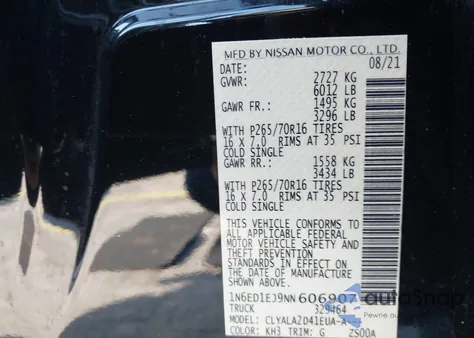 MFD BY NISSAN MOTOR CO., LTD.
DATE: 08/21
GVWR: 2727 KG
6012 LB
GAWR FR.: 1495 KG
3296 LB
WITH P265/70R16 TIRES
16 X 7.0 RIMS AT 35 PSI
COLD SINGLE
GAWR RR.: 1558 KG
3434 LB
WITH P265/70R16 TIRES
16 X 7.0 RIMS AT 35 PSI
COLD SINGLE
THIS VEHICLE CONFORMS TO
ALL APPLICABLE FEDERAL
MOTOR VEHICLE SAFETY AND
THEFT PREVENTION
STANDARDS IN EFFECT ON
THE DATE OF MANUFACTURE
SHOWN ABOVE.
1N6ED1EJ9NN606907
TRUCK 329464
MODEL: CLYALA2D41EUA-A
COLOR: KH3 TRIM: G ZS00A
autoSnap